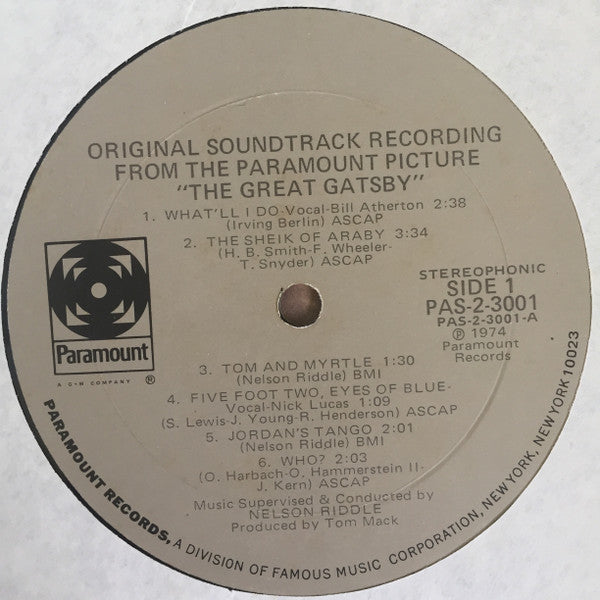 ORIGINAL SOUNDTRACK RECORDING
FROM THE PARAMOUNT PICTURE
"THE GREAT GATSBY"
1. WHAT'LL I DO-Vocal-Bill Atherton 2:38
(Irving Berlin) ASCAP
2. THE SHEIK OF ARABY 3:34
(H. B. Smith-F. Wheeler-
T. Snyder) ASCAP
Paramount
A G+W COMPANY ®
STEREOPHONIC
SIDE 1
PAS-2-3001
PAS-2-3001-A
Ⓟ 1974
Paramount
Records
3. TOM AND MYRTLE 1:30
(Nelson Riddle) BMI
4. FIVE FOOT TWO, EYES OF BLUE-
Vocal-Nick Lucas 1:09
(S. Lewis-J. Young-R. Henderson) ASCAP
5. JORDAN'S TANGO 2:01
(Nelson Riddle) BMI
6. WHO? 2:03
(O. Harbach-O. Hammerstein II-
J. Kern) ASCAP
Music Supervised & Conducted by
NELSON RIDDLE
Produced by Tom Mack
PARAMOUNT RECORDS, A DIVISION OF FAMOUS MUSIC CORPORATION, NEW YORK, NEW YORK 10023